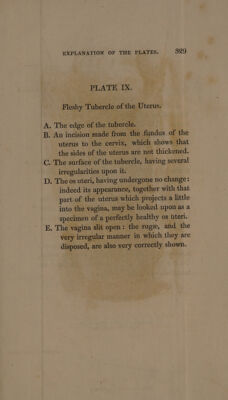 EXPLANATION OF THE PLATES. 329
PLATE IX.
Fleshy Tubercle of the Uterus.
A. The edge of the tubercle.
B. An incision made from the fundus of the
uterus to the cervix, which shows that
the sides of the uterus are not thickened.
C. The surface of the tubercle, having several
irregularities upon it.
D. The os uteri, having undergone no change:
indeed its appearance, together with that
part of the uterus which projects a little
into the vagina, may be looked upon as a
specimen of a perfectly healthy os uteri.
E. The vagina slit open: the rugæ, and the
very irregular manner in which they are
disposed, are also very correctly shown.